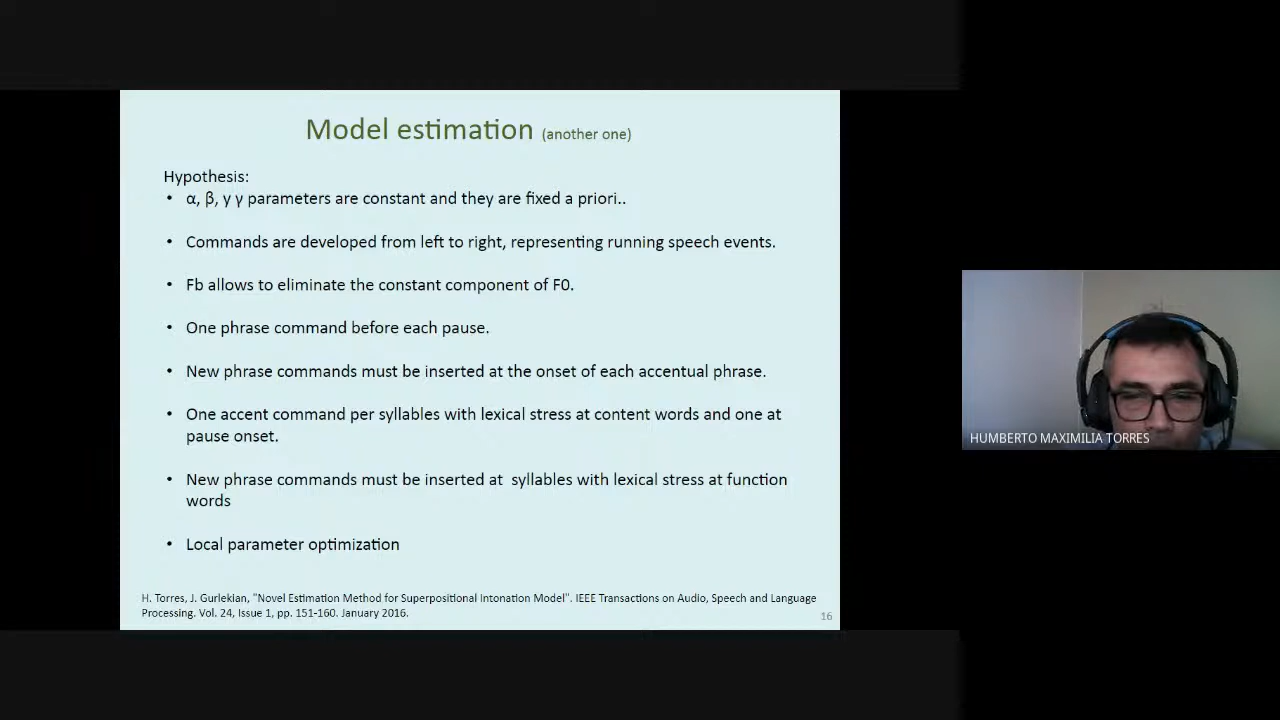 Model estimation (another one)
Hypothesis:
• α, β, y γ parameters are constant and they are fixed a priori..
• Commands are developed from left to right, representing running speech events.
• Fb allows to eliminate the constant component of F0.
• One phrase command before each pause.
• New phrase commands must be inserted at the onset of each accentual phrase.
• One accent command per syllables with lexical stress at content words and one at
pause onset.
• New phrase commands must be inserted at  syllables with lexical stress at function
words
• Local parameter optimization
H. Torres, J. Gurlekian, "Novel Estimation Method for Superpositional Intonation Model". IEEE Transactions on Audio, Speech and Language
Processing. Vol. 24, Issue 1, pp. 151-160. January 2016.
16
HUMBERTO MAXIMILIA TORRES